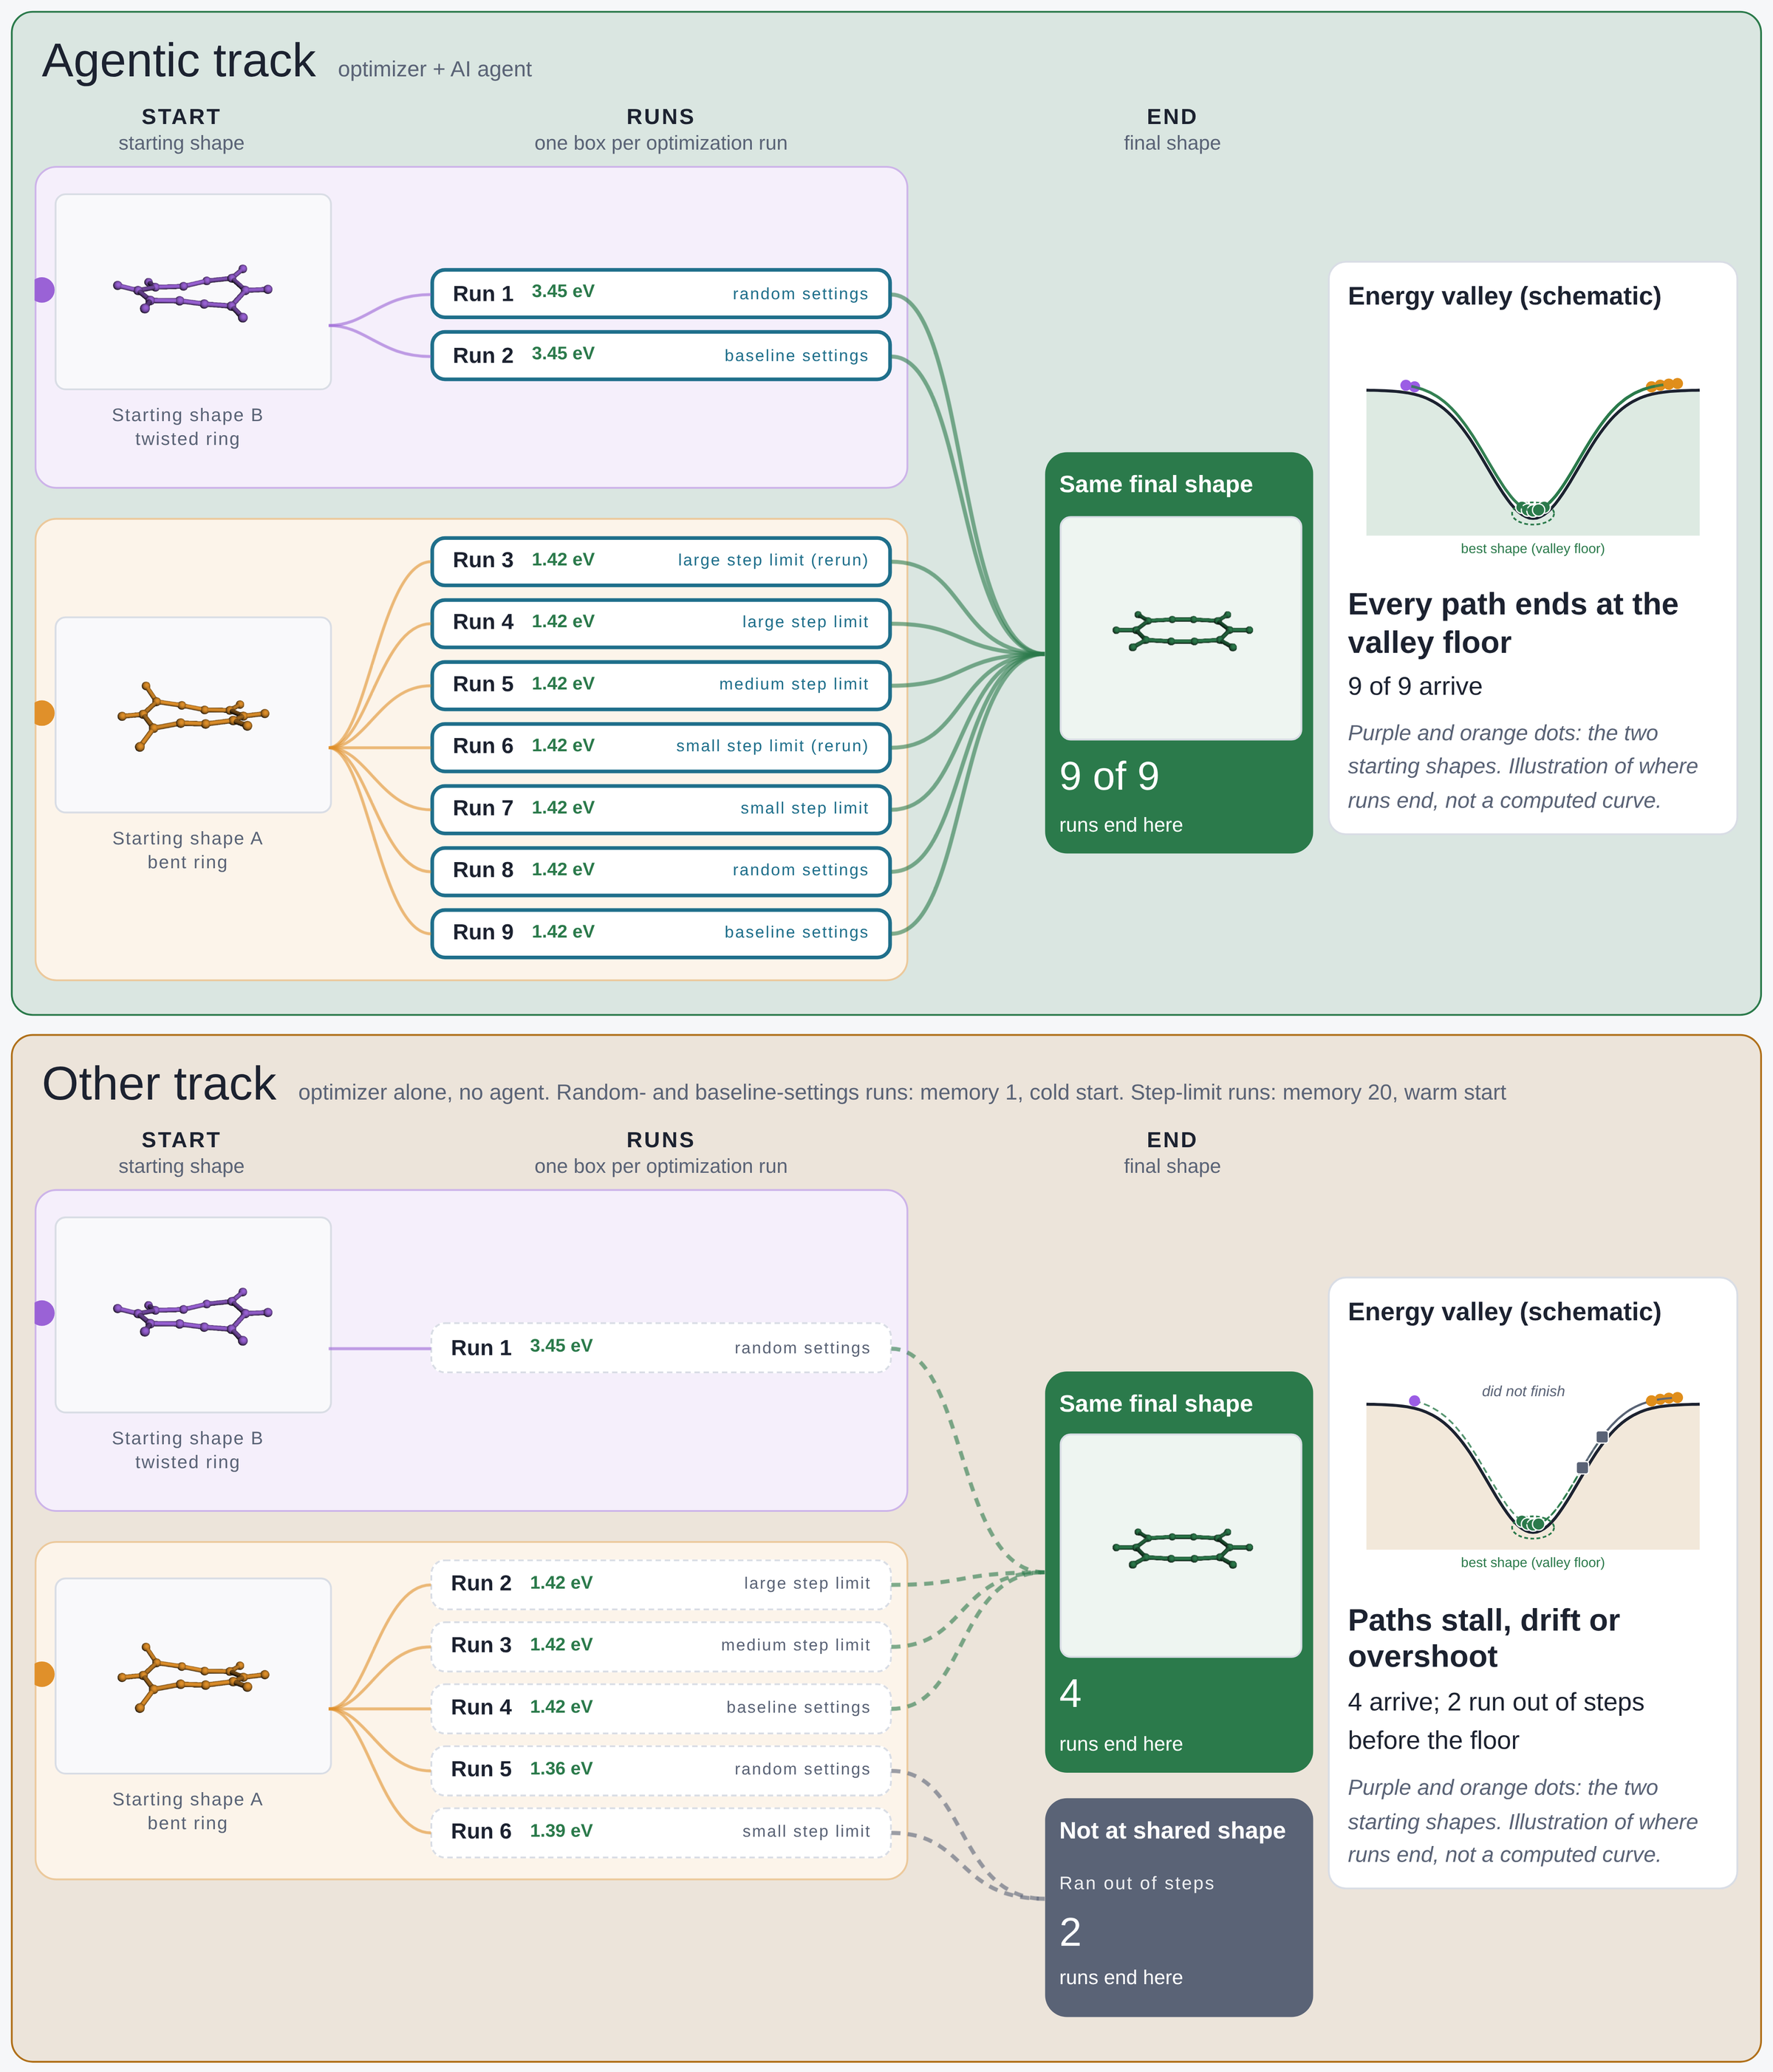 Agentic track optimizer + AI agent
START
starting shape
RUNS
one box per optimization run
END
final shape
Starting shape B
twisted ring
Run 1 3.45 eV random settings
Run 2 3.45 eV baseline settings
Starting shape A
bent ring
Run 3 1.42 eV large step limit (rerun)
Run 4 1.42 eV large step limit
Run 5 1.42 eV medium step limit
Run 6 1.42 eV small step limit (rerun)
Run 7 1.42 eV small step limit
Run 8 1.42 eV random settings
Run 9 1.42 eV baseline settings
Same final shape
9 of 9
runs end here
Energy valley (schematic)
best shape (valley floor)
Every path ends at the
valley floor
9 of 9 arrive
Purple and orange dots: the two
starting shapes. Illustration of where
runs end, not a computed curve.
Other track optimizer alone, no agent. Random- and baseline-settings runs: memory 1, cold start. Step-limit runs: memory 20, warm start
START
starting shape
RUNS
one box per optimization run
END
final shape
Starting shape B
twisted ring
Run 1 3.45 eV random settings
Starting shape A
bent ring
Run 2 1.42 eV large step limit
Run 3 1.42 eV medium step limit
Run 4 1.42 eV baseline settings
Run 5 1.36 eV random settings
Run 6 1.39 eV small step limit
Same final shape
4
runs end here
Not at shared shape
Ran out of steps
2
runs end here
Energy valley (schematic)
did not finish
best shape (valley floor)
Paths stall, drift or
overshoot
4 arrive; 2 run out of steps
before the floor
Purple and orange dots: the two
starting shapes. Illustration of where
runs end, not a computed curve.